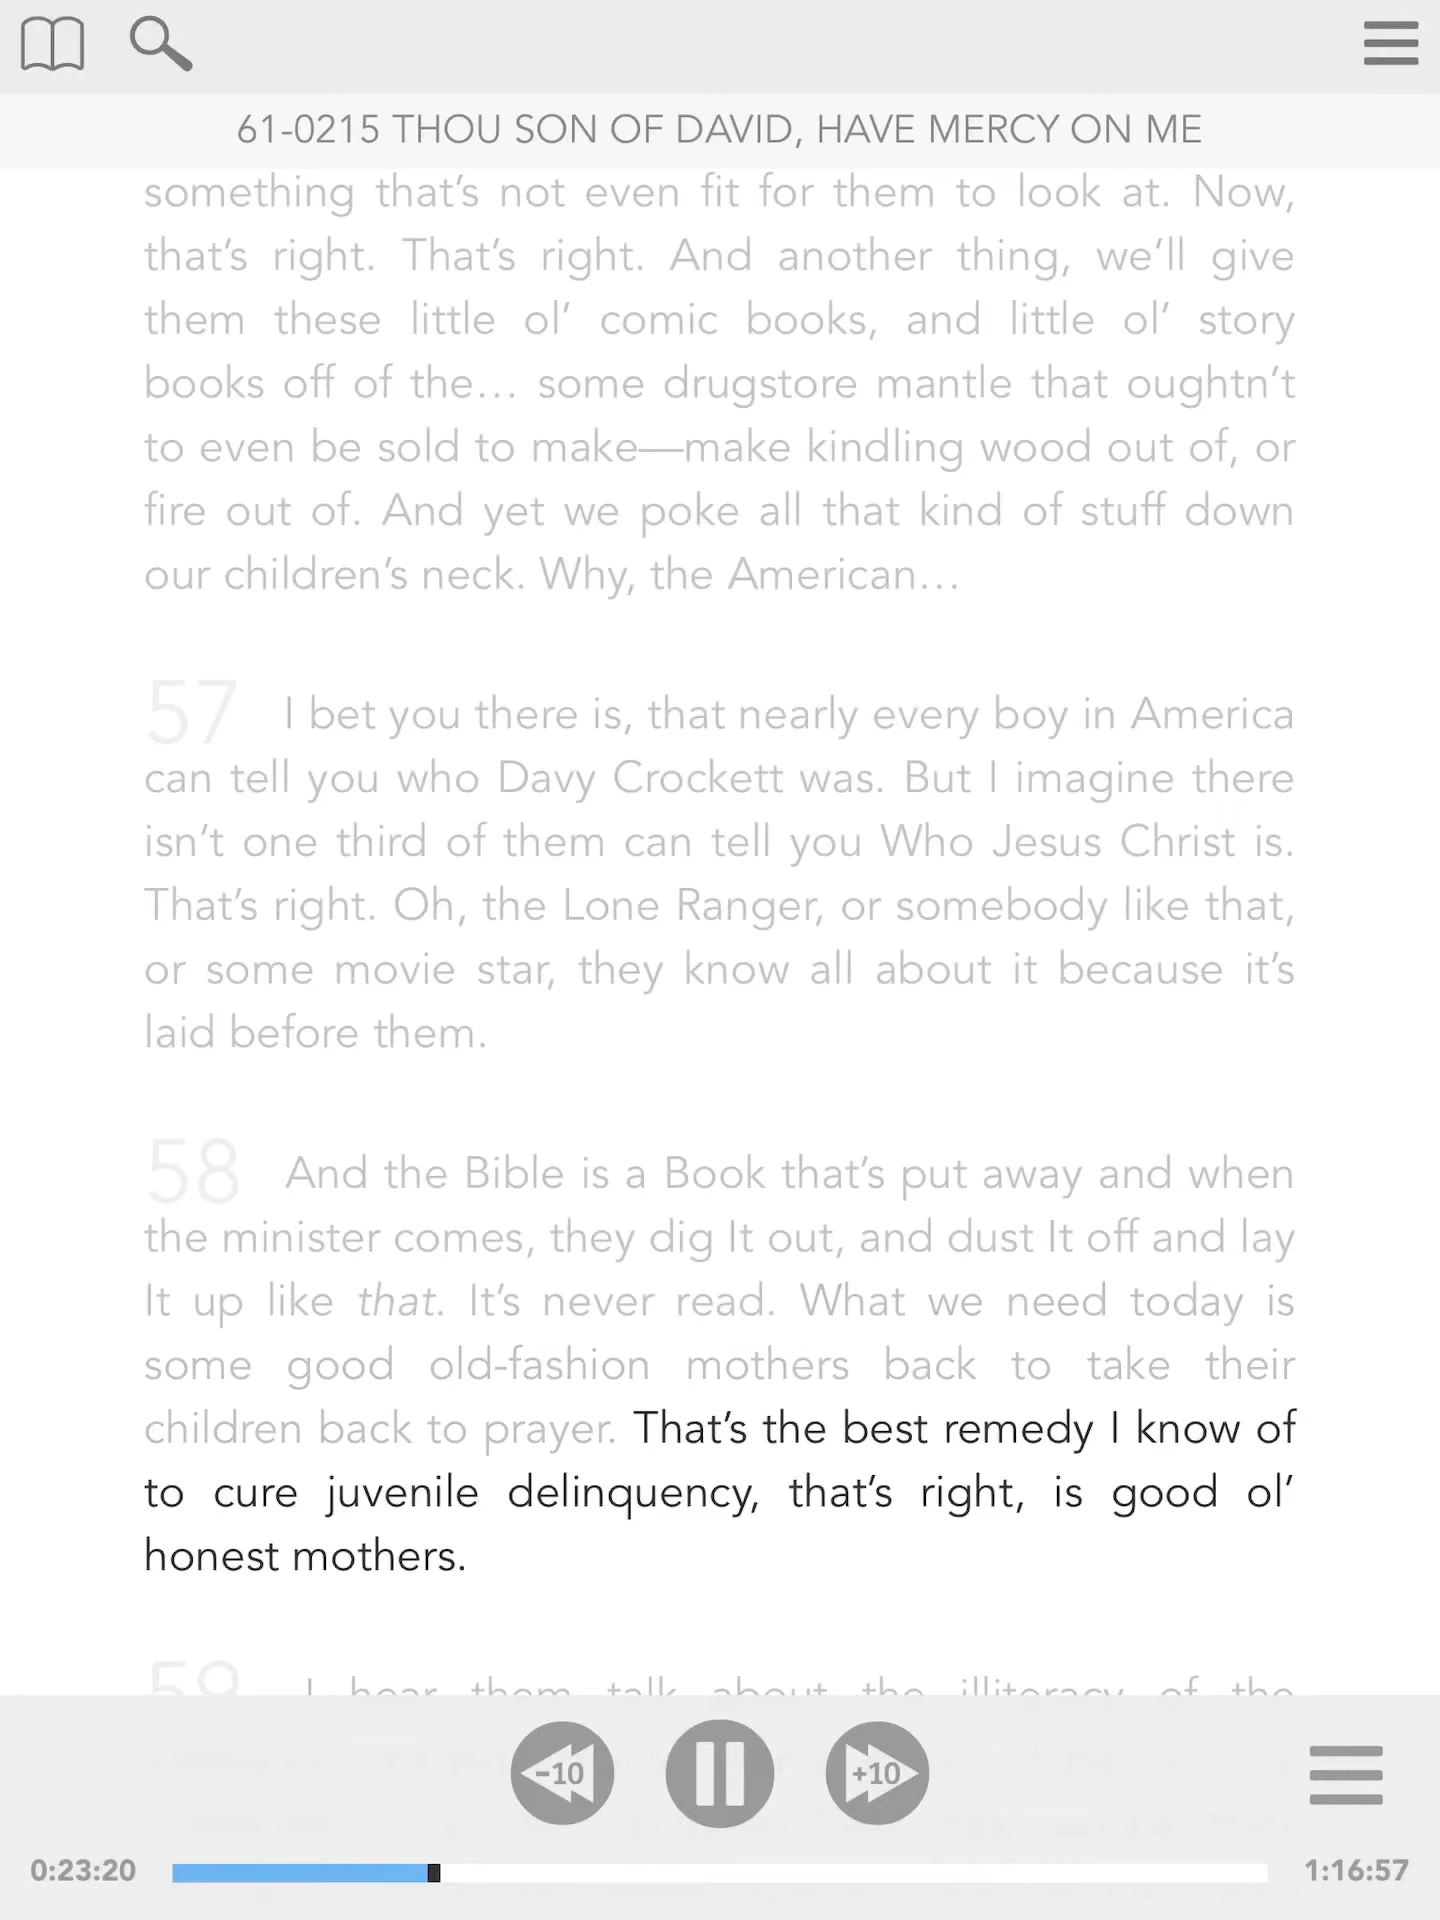 61-0215 THOU SON OF DAVID, HAVE MERCY ON ME
something that's not even fit for them to look at. Now,
that's right. That's right. And another thing, we'll give
them these little ol' comic books, and little ol' story
books off of the… some drugstore mantle that oughtn't
to even be sold to make—make kindling wood out of, or
fire out of. And yet we poke all that kind of stuff down
our children's neck. Why, the American…
57 I bet you there is, that nearly every boy in America
can tell you who Davy Crockett was. But I imagine there
isn't one third of them can tell you Who Jesus Christ is.
That's right. Oh, the Lone Ranger, or somebody like that,
or some movie star, they know all about it because it's
laid before them.
58 And the Bible is a Book that's put away and when
the minister comes, they dig It out, and dust It off and lay
It up like that. It's never read. What we need today is
some good old-fashion mothers back to take their
children back to prayer. That's the best remedy I know of
to cure juvenile delinquency, that's right, is good ol'
honest mothers.
59 I hear them talk about the illiteracy of the
-10 +10
0:23:20 1:16:57